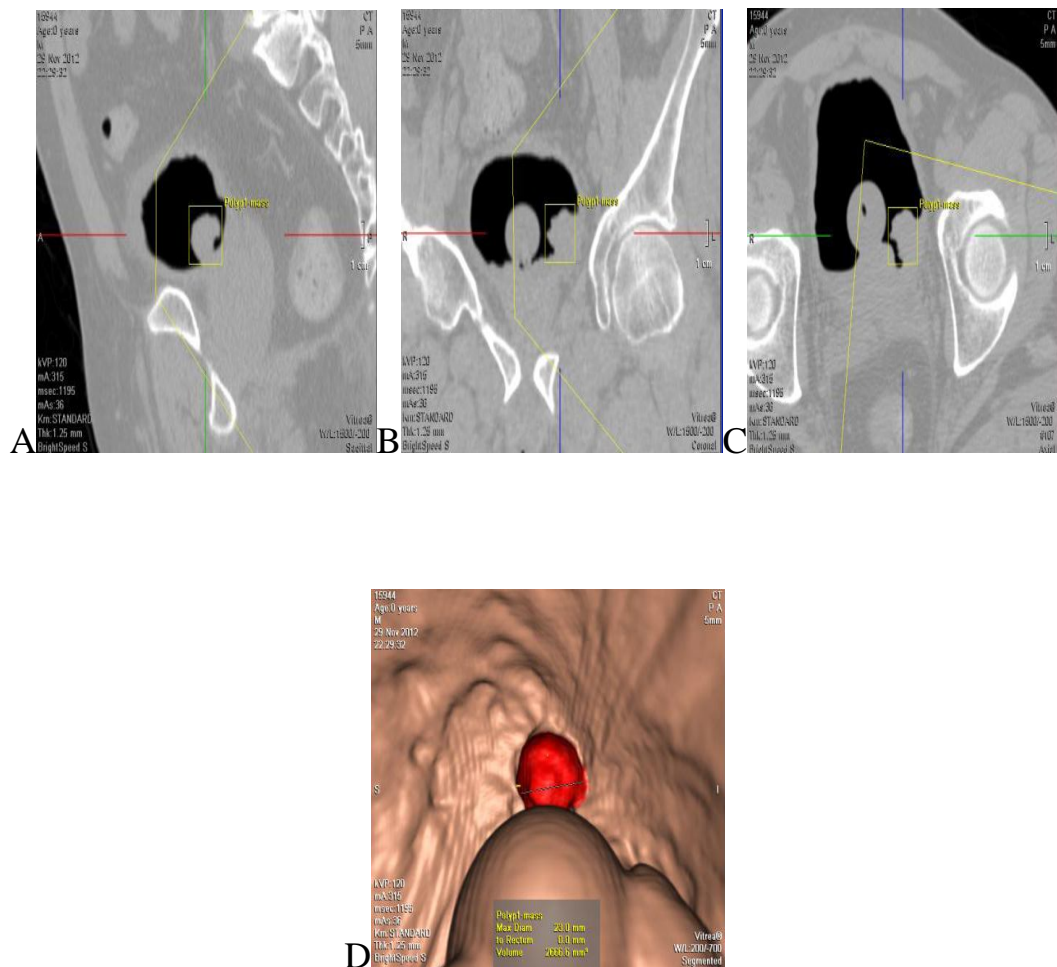 15944
Age:0 years
M
29 Nov 2012
22:29:32
CT
P A
5mm
Polyp1-mass
A
P
1 cm
kVP:120
mA:315
msec:1195
mAs:36
Krn:STANDARD
Thk:1.25 mm
BrightSpeed S
Vitrea®
W/L:1600/-200
Sagittal
A
15944
Age:0 years
M
29 Nov 2012
22:29:32
CT
P A
5mm
Polyp1-mass
R
L
1 cm
kVP:120
mA:315
msec:1195
mAs:36
Krn:STANDARD
Thk:1.25 mm
BrightSpeed S
Vitrea®
W/L:1600/-200
Coronal
B
15944
Age:0 years
M
29 Nov 2012
22:29:32
CT
P A
5mm
Polyp1-mass
R
L
1 cm
kVP:120
mA:315
msec:1195
mAs:36
Krn:STANDARD
Thk:1.25 mm
BrightSpeed S
Vitrea®
W/L:1600/-200
Axial
C
15944
Age:0 years
M
29 Nov 2012
22:29:32
CT
P A
5mm
S
I
kVP:120
mA:315
msec:1195
mAs:36
Krn:STANDARD
Thk:1.25 mm
BrightSpeed S
Polyp1-mass
Max Diam 23.0 mm
to Rectum 0.0 mm
Volume 2666.6 mm³
Vitrea®
W/L:200/-700
Segmented
D